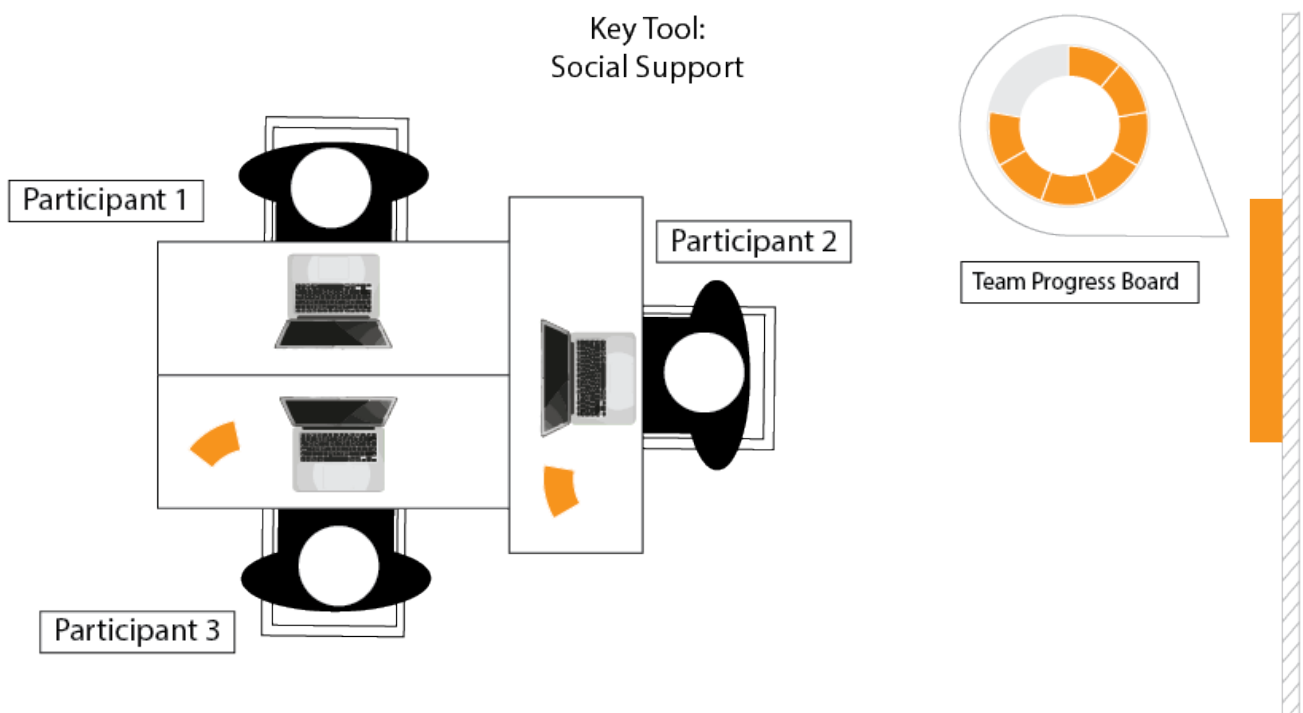 Key Tool:
Social Support
Participant 1
Participant 2
Team Progress Board
Participant 3